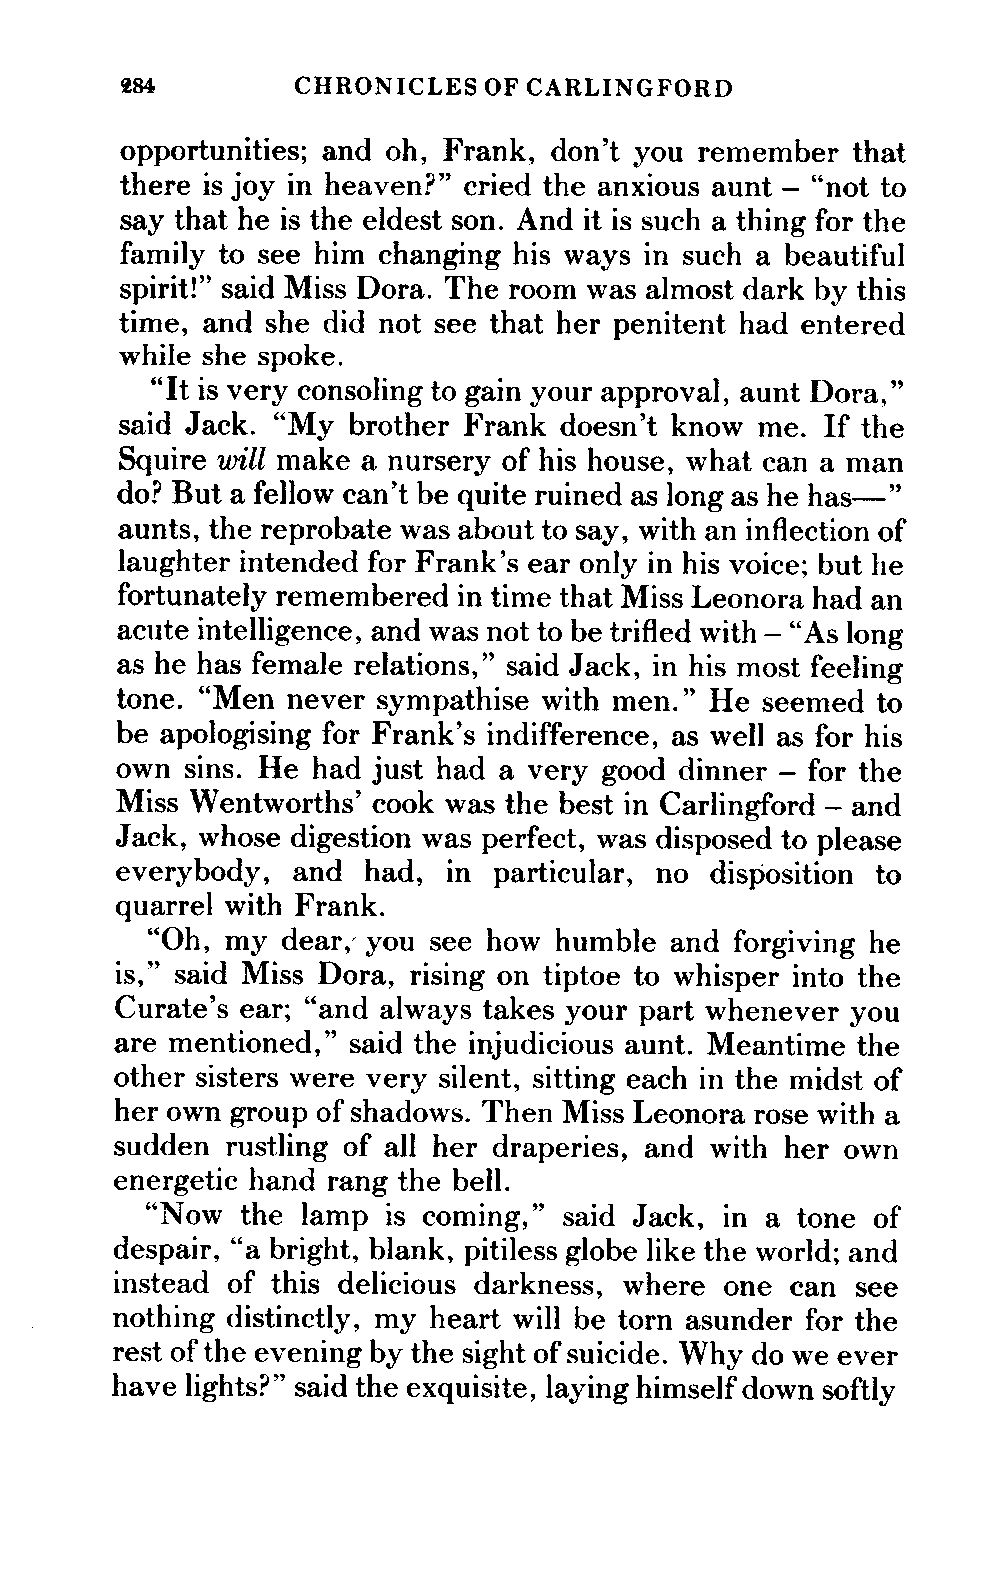 284 CHRONICLES OF CARLINGFORD
opportunities; and oh, Frank, don't you remember that
there is joy in heaven?” cried the anxious aunt – “not to
say that he is the eldest son. And it is such a thing for the
family to see him changing his ways in such a beautiful
spirit!” said Miss Dora. The room was almost dark by this
time, and she did not see that her penitent had entered
while she spoke.
“It is very consoling to gain your approval, aunt Dora,”
said Jack. “My brother Frank doesn't know me. If the
Squire will make a nursery of his house, what can a man
do? But a fellow can't be quite ruined as long as he has—”
aunts, the reprobate was about to say, with an inflection of
laughter intended for Frank's ear only in his voice; but he
fortunately remembered in time that Miss Leonora had an
acute intelligence, and was not to be trifled with – “As long
as he has female relations,” said Jack, in his most feeling
tone. “Men never sympathise with men.” He seemed to
be apologising for Frank's indifference, as well as for his
own sins. He had just had a very good dinner – for the
Miss Wentworths' cook was the best in Carlingford – and
Jack, whose digestion was perfect, was disposed to please
everybody, and had, in particular, no disposition to
quarrel with Frank.
“Oh, my dear, you see how humble and forgiving he
is,” said Miss Dora, rising on tiptoe to whisper into the
Curate's ear; “and always takes your part whenever you
are mentioned,” said the injudicious aunt. Meantime the
other sisters were very silent, sitting each in the midst of
her own group of shadows. Then Miss Leonora rose with a
sudden rustling of all her draperies, and with her own
energetic hand rang the bell.
“Now the lamp is coming,” said Jack, in a tone of
despair, “a bright, blank, pitiless globe like the world; and
instead of this delicious darkness, where one can see
nothing distinctly, my heart will be torn asunder for the
rest of the evening by the sight of suicide. Why do we ever
have lights?” said the exquisite, laying himself down softly